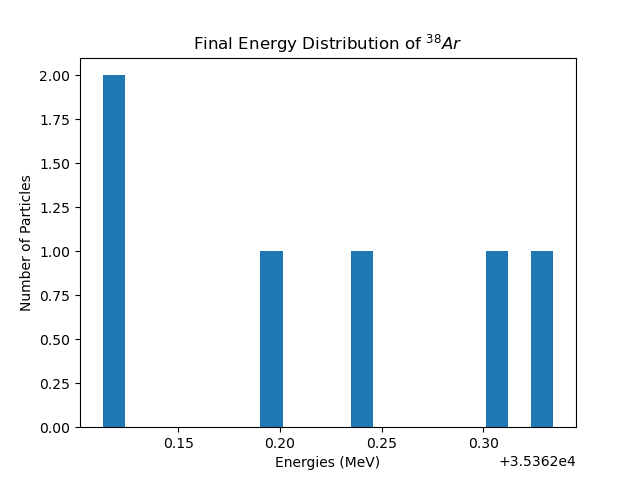 Final Energy Distribution of ³⁸Ar
2.00
1.75
1.50
1.25
1.00
0.75
0.50
0.25
0.00
Number of Particles
0.15 0.20 0.25 0.30
Energies (MeV)
+3.5362e4